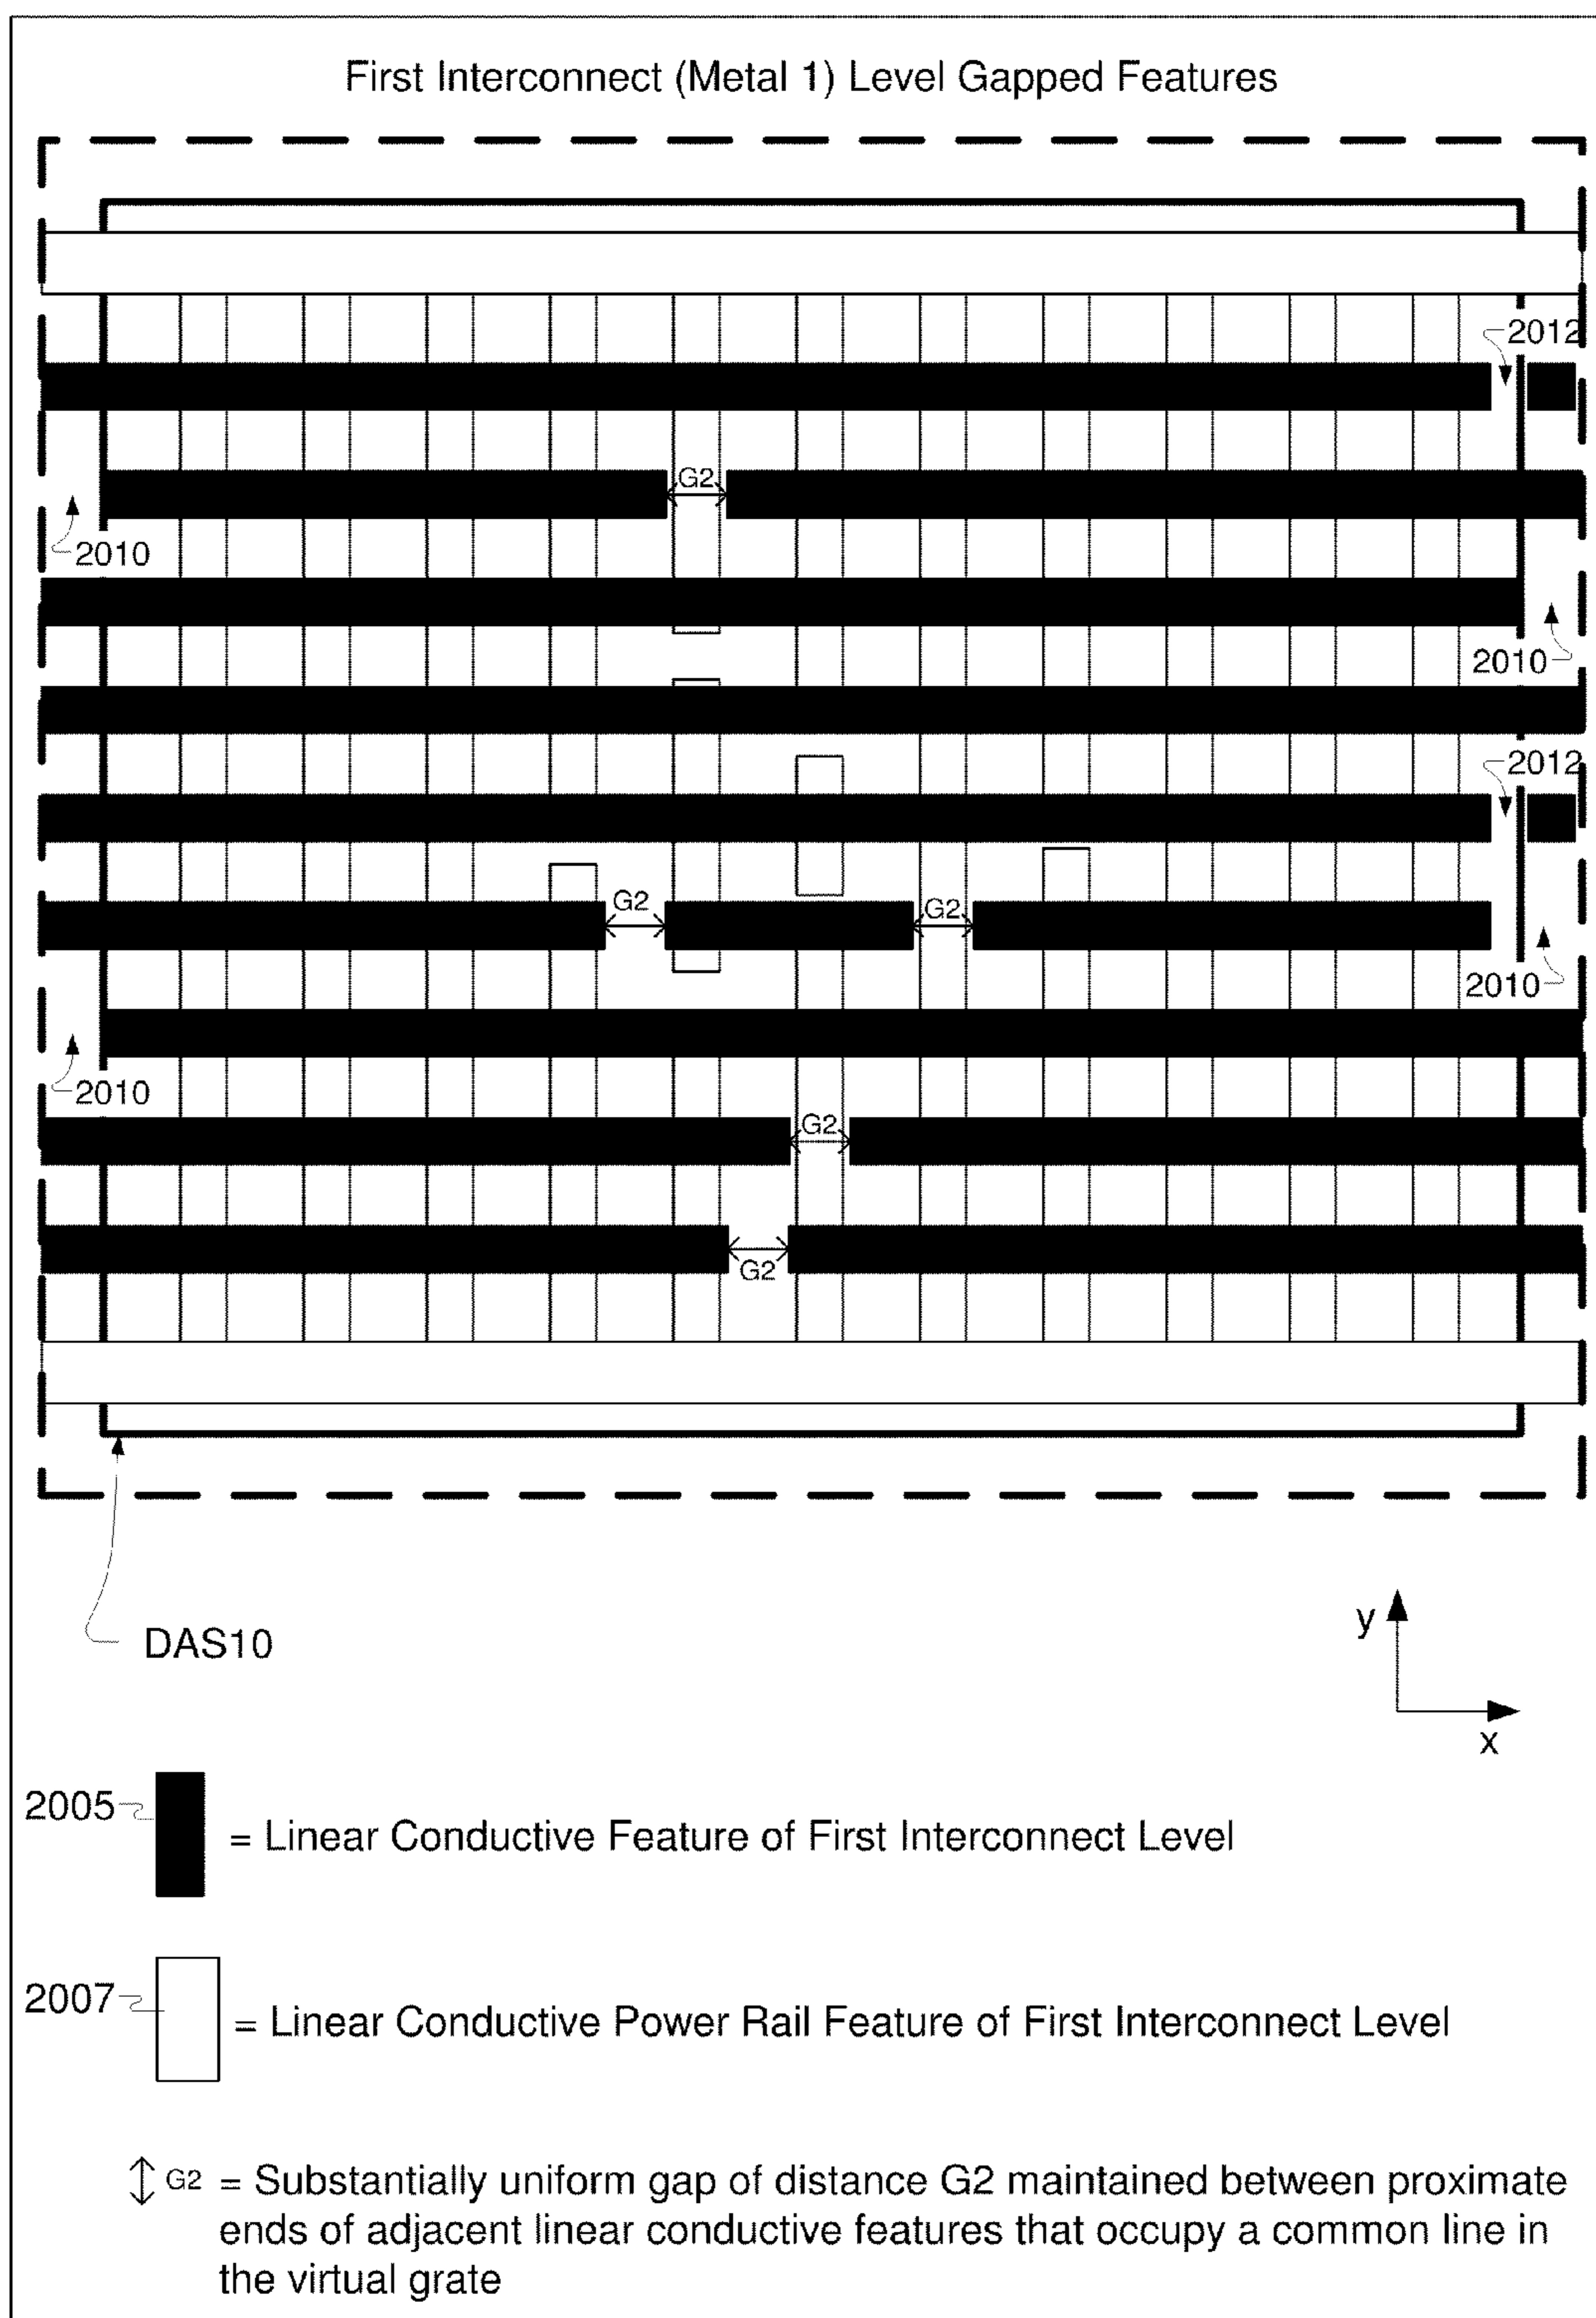 First Interconnect (Metal 1) Level Gapped Features
2012
G2
2010
2010
2012
G2
G2
2010
2010
G2
G2
DAS10
y
x
2005
= Linear Conductive Feature of First Interconnect Level
2007
= Linear Conductive Power Rail Feature of First Interconnect Level
G2 = Substantially uniform gap of distance G2 maintained between proximate
ends of adjacent linear conductive features that occupy a common line in
the virtual grate